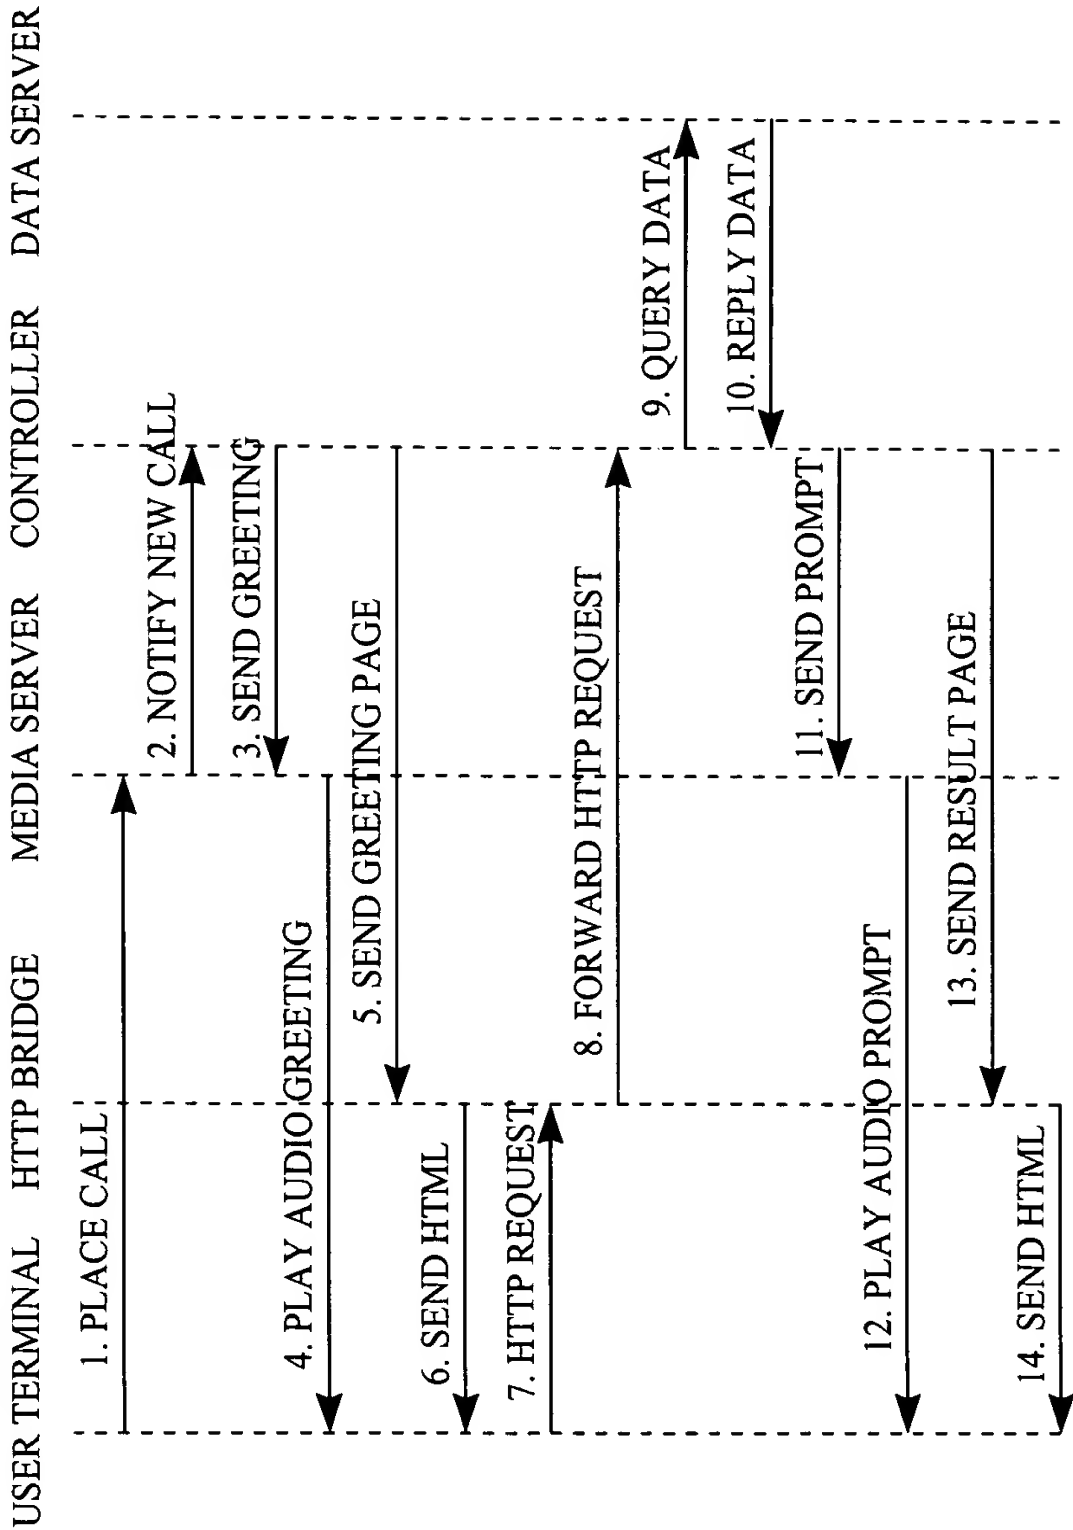 USER TERMINAL HTTP BRIDGE MEDIA SERVER CONTROLLER DATA SERVER
1. PLACE CALL
2. NOTIFY NEW CALL
3. SEND GREETING
4. PLAY AUDIO GREETING
5. SEND GREETING PAGE
6. SEND HTML
7. HTTP REQUEST
8. FORWARD HTTP REQUEST
9. QUERY DATA
10. REPLY DATA
11. SEND PROMPT
12. PLAY AUDIO PROMPT
13. SEND RESULT PAGE
14. SEND HTML